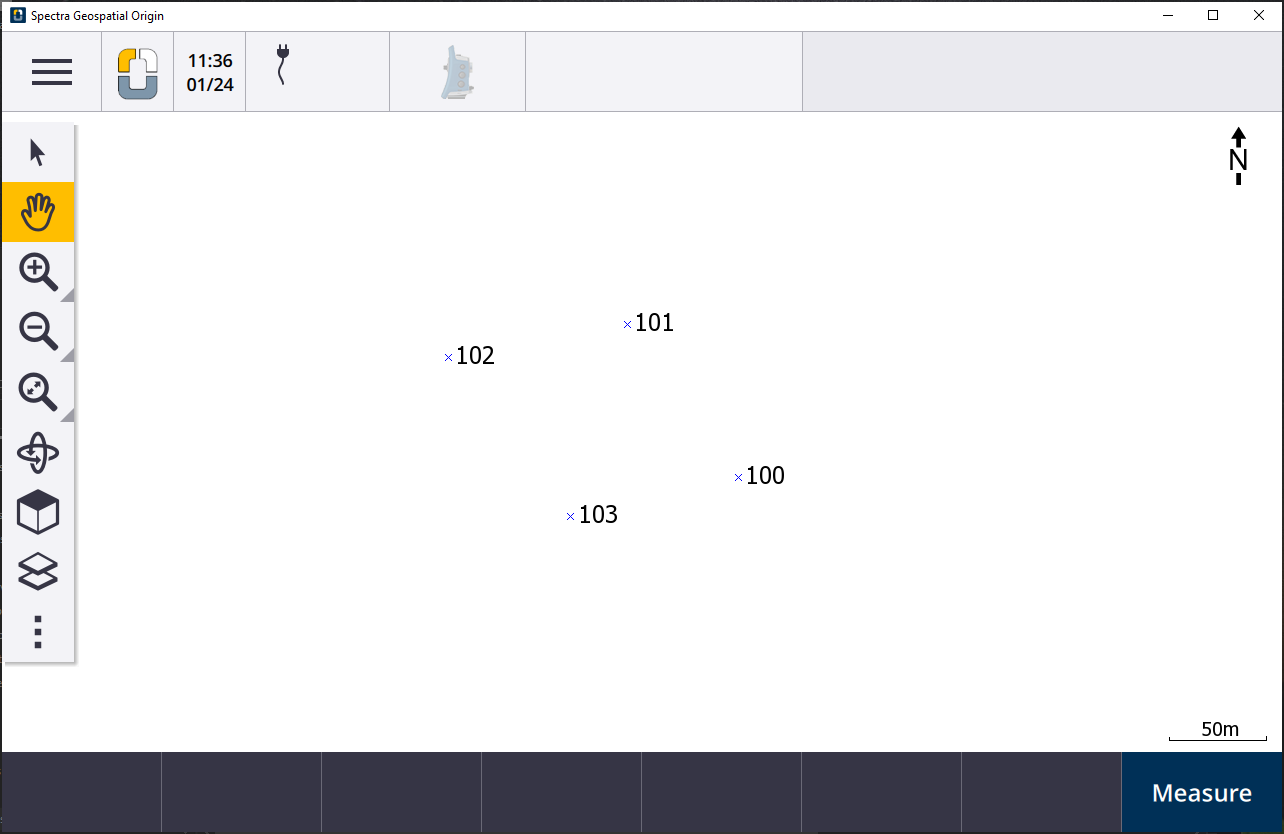 Spectra Geospatial Origin
11:36
01/24
N
101
102
100
103
50m
Measure